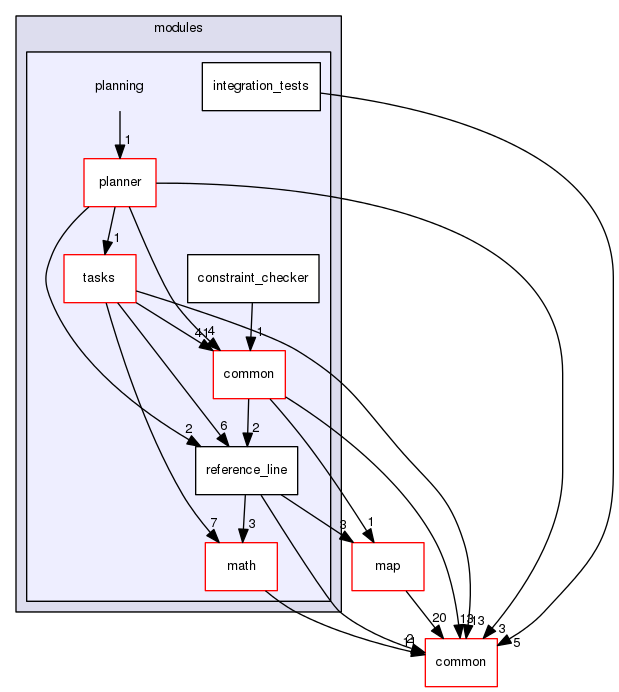 modules
planning
integration_tests
1
planner
1
tasks
constraint_checker
41
4
1
common
2
6
2
reference_line
7
3
3
1
math
map
20
13
3
5
common